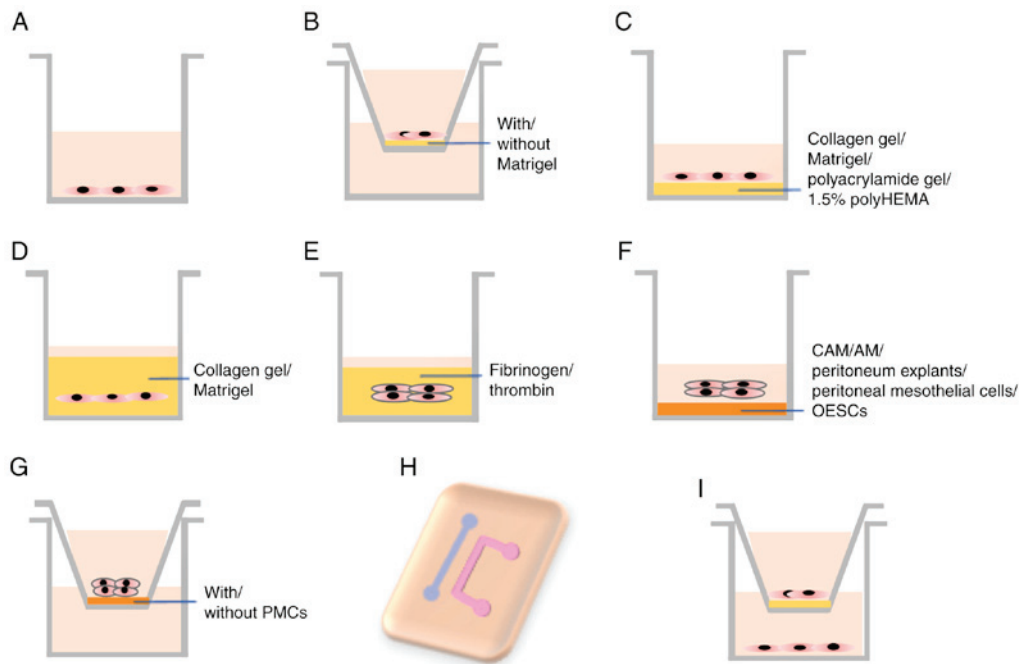 A
B
C
With/
without
Matrigel
Collagen gel/
Matrigel/
polyacrylamide gel/
1.5% polyHEMA
D
E
F
Collagen gel/
Matrigel
Fibrinogen/
thrombin
CAM/AM/
peritoneum explants/
peritoneal mesothelial cells/
OESCs
G
H
I
With/
without PMCs